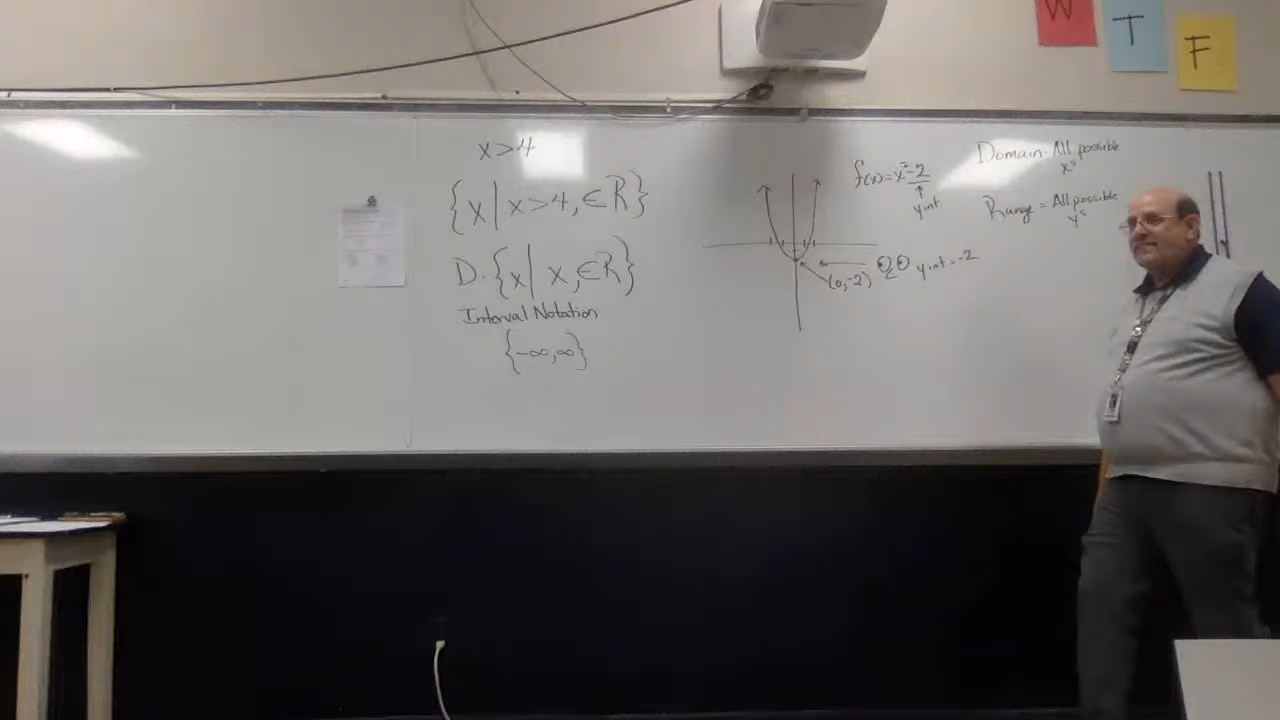 W
T
F
x>4
{x|x>4,∈R}
D.{x|x,∈R}
Interval Notation
{-∞,∞}
f(x)=x²-2
y int
(0,-2)
y int=-2
Domain-All possible
x's
Range = All possible
y's